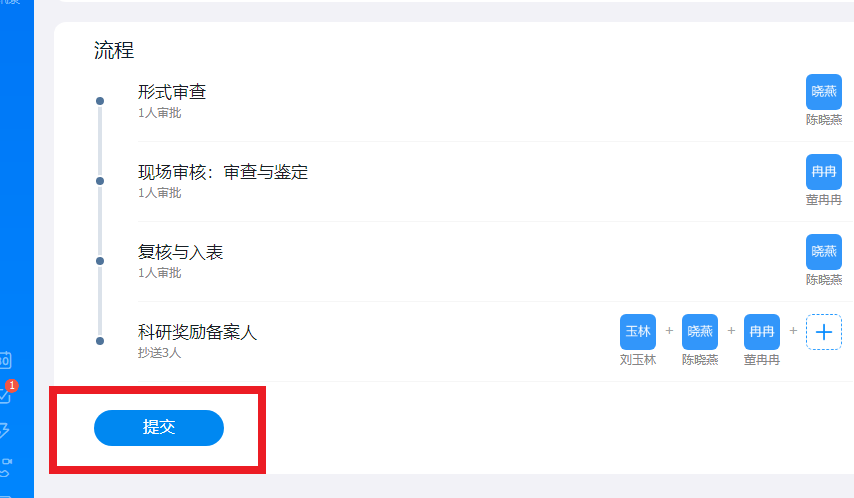 流程
形式审查
1人审批
晓燕
陈晓燕
现场审核：审查与鉴定
1人审批
冉冉
董冉冉
复核与入表
1人审批
晓燕
陈晓燕
科研奖励备案人
抄送3人
玉林 + 晓燕 + 冉冉 + +
刘玉林 陈晓燕 董冉冉
1
提交